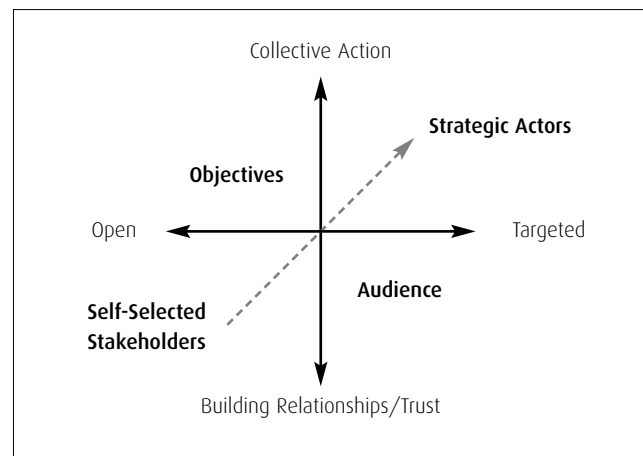 Collective Action
Strategic Actors
Objectives
Open
Targeted
Audience
Self-Selected
Stakeholders
Building Relationships/Trust